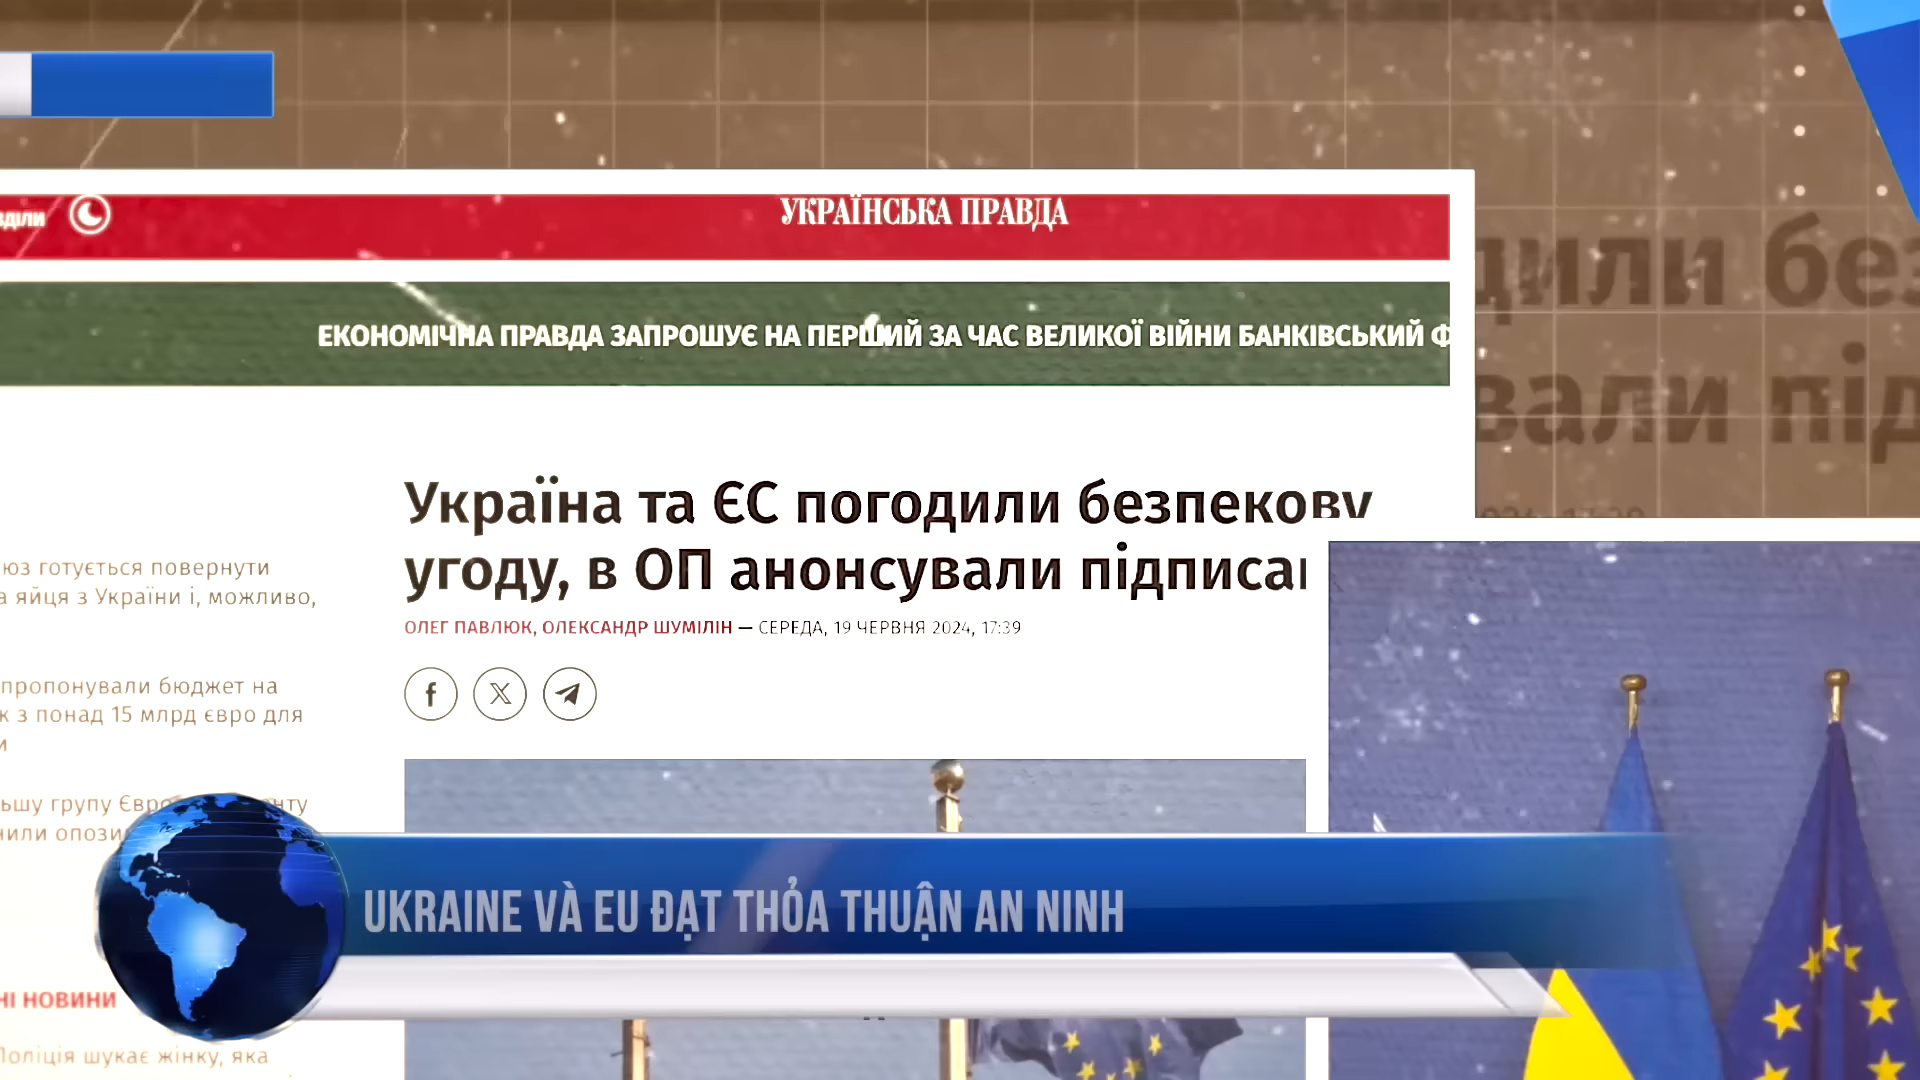 УКРАЇНСЬКА ПРАВДА
ЕКОНОМІЧНА ПРАВДА ЗАПРОШУЄ НА ПЕРШИЙ ЗА ЧАС ВЕЛИКОЇ ВІЙНИ БАНКІВСЬКИЙ
Україна та ЄС погодили безпекову
угоду, в ОП анонсували
ОЛЕГ ПАВЛЮК, ОЛЕКСАНДР ШУМІЛІН — СЕРЕДА, 19 ЧЕРВНЯ 2024, 17:39
готується повернути
яйця з України і, можливо,
бюджет на
з понад 15 млрд євро для
групу
НОВИНИ
Поліція шукає жінку, яка
UKRAINE VÀ EU ĐẠT THỎA THUẬN AN NINH